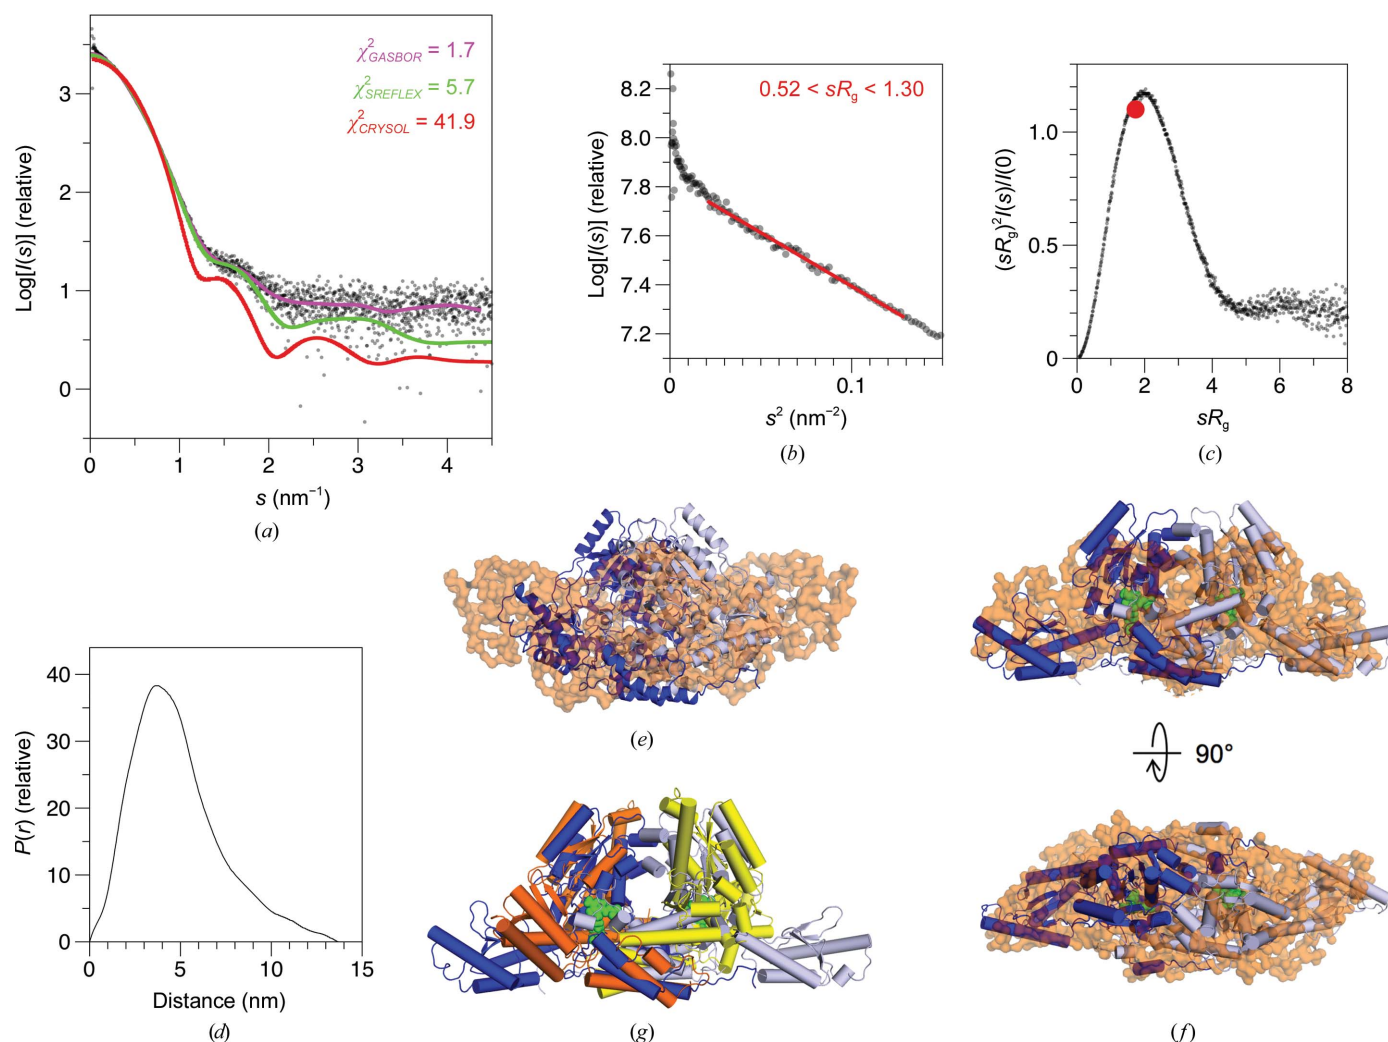 χ²GASBOR = 1.7
χ²SREFLEX = 5.7
χ²CRYSOL = 41.9
Log[I(s)] (relative)
3
2
1
0
0 1 2 3 4
s (nm⁻¹)
(a)
0.52 < sRg < 1.30
Log[I(s)] (relative)
8.2
8.0
7.8
7.6
7.4
7.2
0 0.1
s² (nm⁻²)
(b)
(sRg)²I(s)/I(0)
1.0
0.5
0
0 2 4 6 8
sRg
(c)
P(r) (relative)
40
30
20
10
0
0 5 10 15
Distance (nm)
(d)
(e)
90°
(g)
(f)